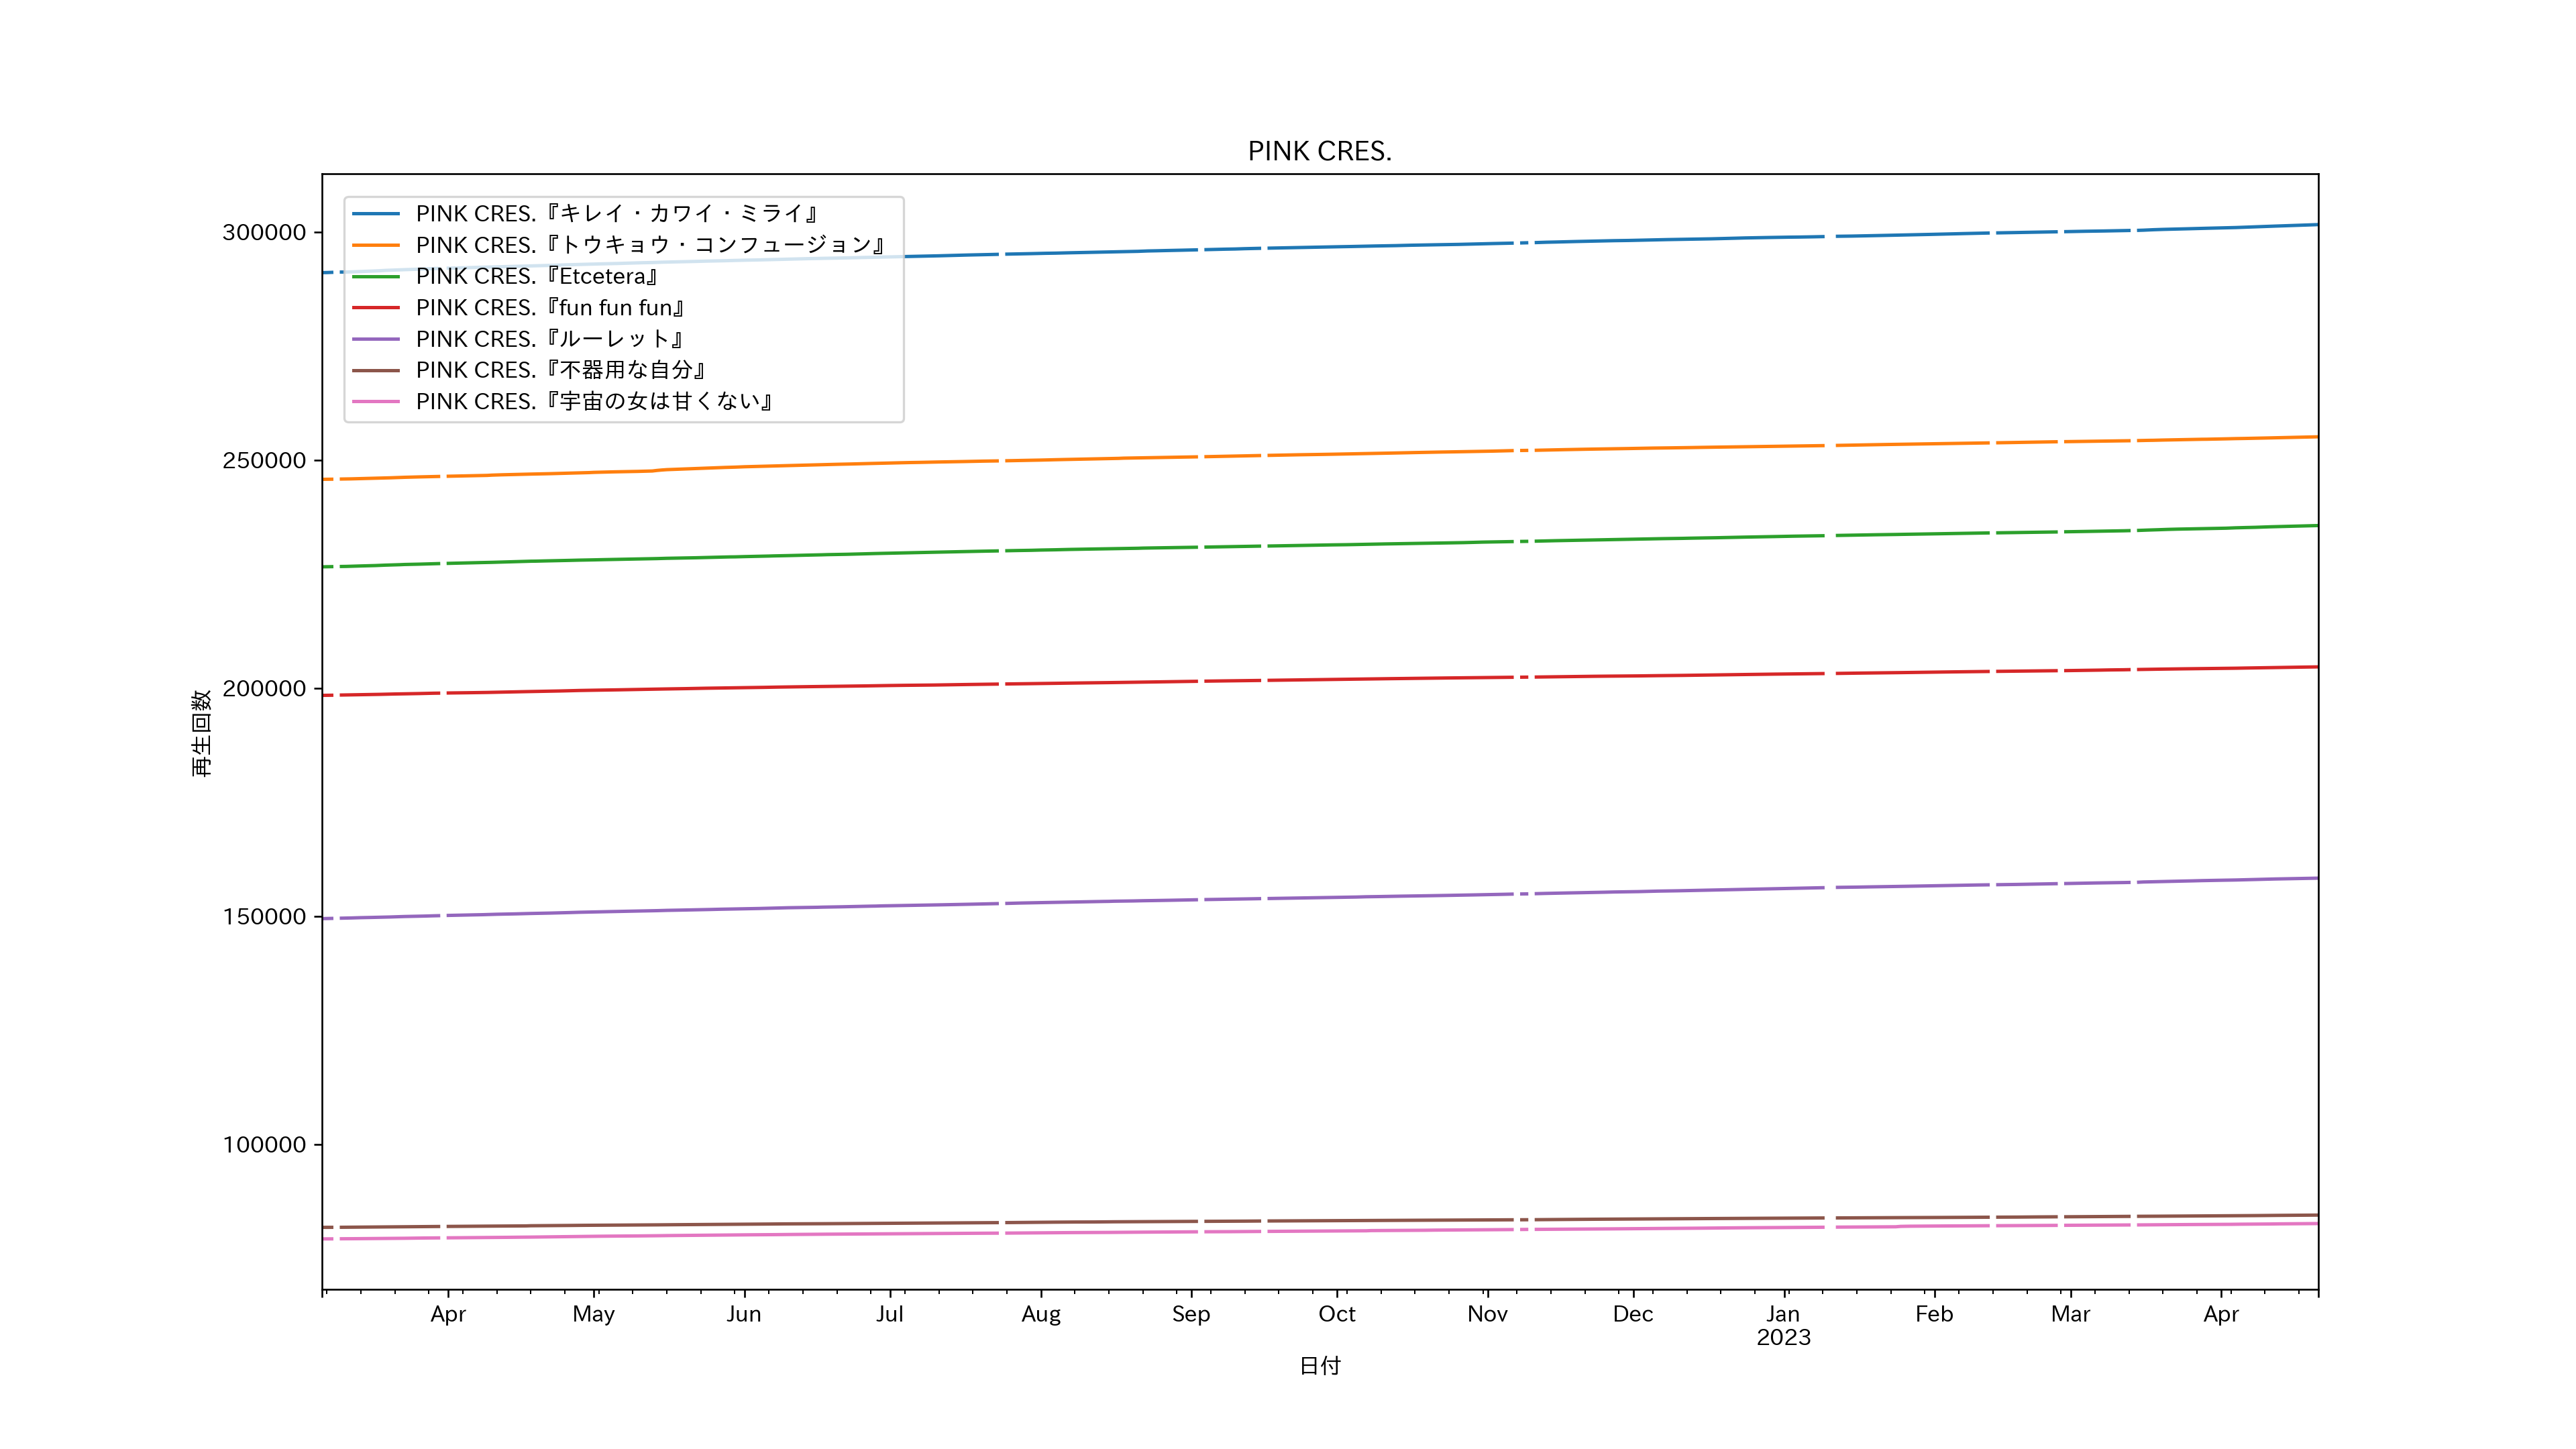 PINK CRES.
PINK CRES.『キレイ・カワイ・ミライ』
PINK CRES.『トウキョウ・コンフュージョン』
PINK CRES.『Etcetera』
PINK CRES.『fun fun fun』
PINK CRES.『ルーレット』
PINK CRES.『不器用な自分』
PINK CRES.『宇宙の女は甘くない』
300000
250000
200000
150000
100000
再生回数
Apr May Jun Jul Aug Sep Oct Nov Dec Jan Feb Mar Apr
2023
日付